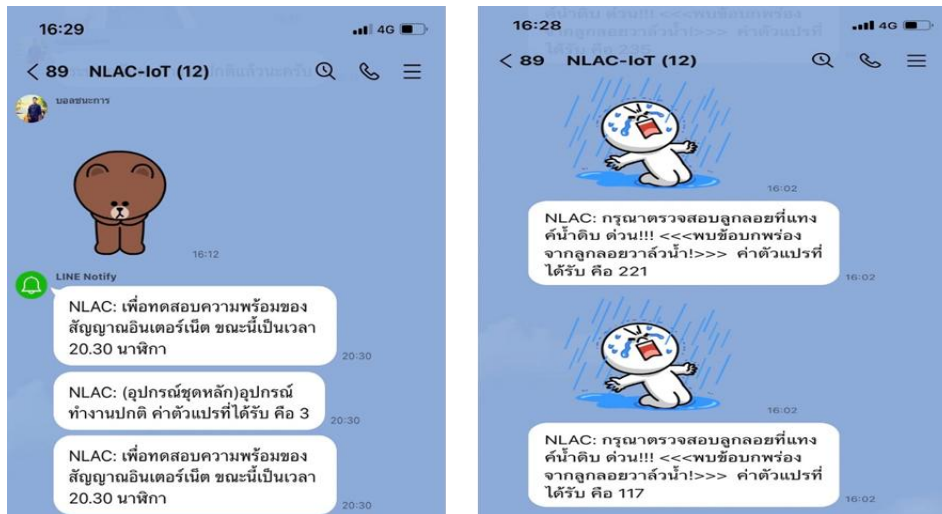 16:29
4G
89 NLAC-IoT (12)
บอลชนะการ
16:12
LINE Notify
NLAC: เพื่อทดสอบความพร้อมของ
สัญญาณอินเตอร์เน็ต ขณะนี้เป็นเวลา
20.30 นาฬิกา
20:30
NLAC: (อุปกรณ์ชุดหลัก)อุปกรณ์
ทำงานปกติ ค่าตัวแปรที่ได้รับ คือ 3
20:30
NLAC: เพื่อทดสอบความพร้อมของ
สัญญาณอินเตอร์เน็ต ขณะนี้เป็นเวลา
20.30 นาฬิกา
20:30
16:28
4G
89 NLAC-IoT (12)
16:02
NLAC: กรุณาตรวจสอบลูกลอยที่แทง
ค์น้ำดิบ ด่วน!!! <<<พบข้อบกพร่อง
จากลูกลอยวาล์วน้ำ!>>> ค่าตัวแปรที่
ได้รับ คือ 221
16:02
16:02
NLAC: กรุณาตรวจสอบลูกลอยที่แทง
ค์น้ำดิบ ด่วน!!! <<<พบข้อบกพร่อง
จากลูกลอยวาล์วน้ำ!>>> ค่าตัวแปรที่
ได้รับ คือ 117
16:02